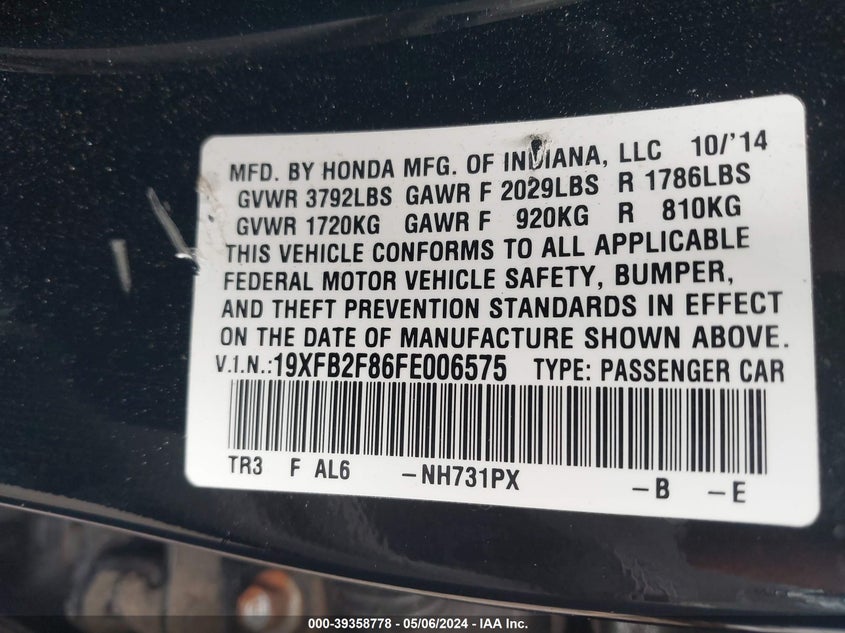 MFD. BY HONDA MFG. OF INDIANA, LLC 10/'14
GVWR 3792LBS GAWR F 2029LBS R 1786LBS
GVWR 1720KG GAWR F 920KG R 810KG
THIS VEHICLE CONFORMS TO ALL APPLICABLE
FEDERAL MOTOR VEHICLE SAFETY, BUMPER,
AND THEFT PREVENTION STANDARDS IN EFFECT
ON THE DATE OF MANUFACTURE SHOWN ABOVE.
V.I.N.:19XFB2F86FE006575 TYPE: PASSENGER CAR
TR3 F AL6 -NH731PX -B -E
000-39358778 - 05/06/2024 - IAA Inc.